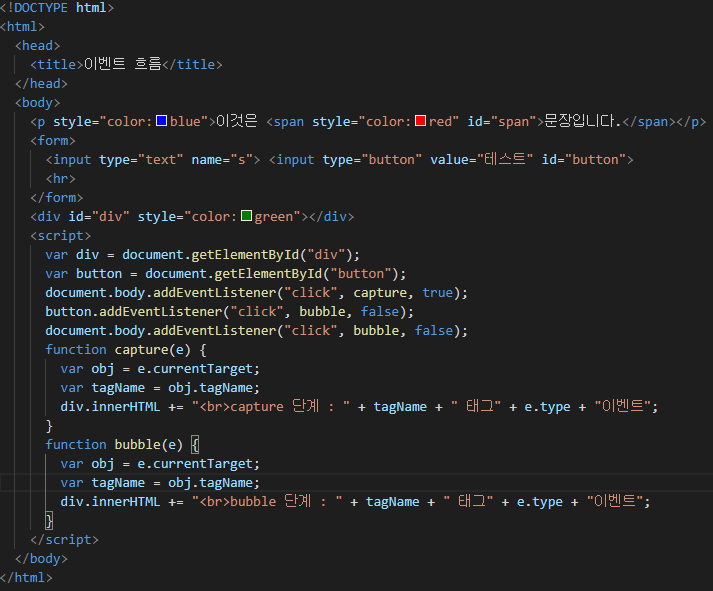 <!DOCTYPE html>
<html>
  <head>
    <title>이벤트 흐름</title>
  </head>
  <body>
    <p style="color:blue">이것은 <span style="color:red" id="span">문장입니다.</span></p>
    <form>
      <input type="text" name="s"> <input type="button" value="테스트" id="button">
      <hr>
    </form>
    <div id="div" style="color:green"></div>
    <script>
      var div = document.getElementById("div");
      var button = document.getElementById("button");
      document.body.addEventListener("click", capture, true);
      button.addEventListener("click", bubble, false);
      document.body.addEventListener("click", bubble, false);
      function capture(e) {
        var obj = e.currentTarget;
        var tagName = obj.tagName;
        div.innerHTML += "<br>capture 단계 : " + tagName + " 태그" + e.type + "이벤트";
      }
      function bubble(e) {
        var obj = e.currentTarget;
        var tagName = obj.tagName;
        div.innerHTML += "<br>bubble 단계 : " + tagName + " 태그" + e.type + "이벤트";
      }
    </script>
  </body>
</html>